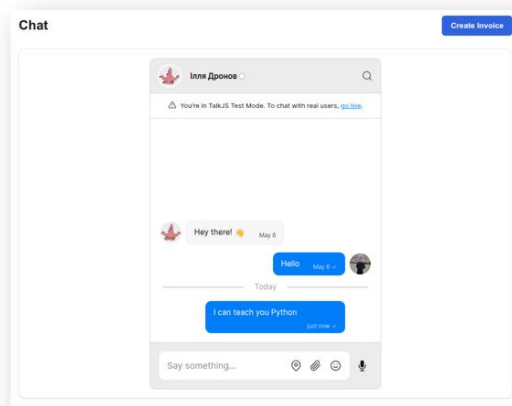 Chat
Create Invoice
Ілля Дронов
You're in TalkJS Test Mode. To chat with real users, go live.
Hey there! 👋 May 6
Hello May 6 ✓
Today
I can teach you Python
just now ✓
Say something...